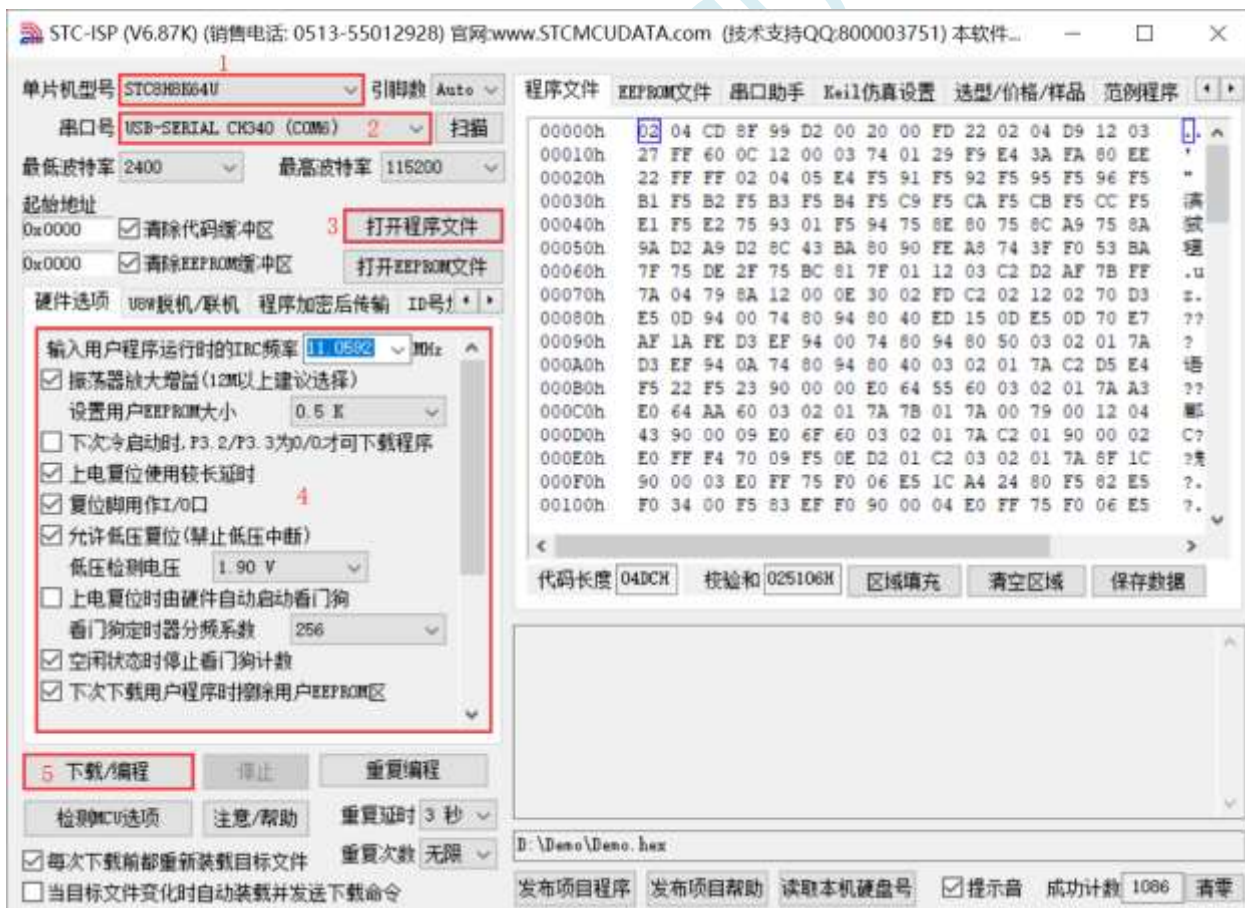 STC-ISP (V6.87K) (销售电话: 0513-55012928) 官网:www.STCMCUDATA.com (技术支持QQ:800003751) 本软件...
1
单片机型号 STC8H8K64U 引脚数 Auto
串口号 USB-SERIAL CH340 (COM6) 2 扫描
最低波特率 2400 最高波特率 115200
起始地址
0x0000 清除代码缓冲区 3 打开程序文件
0x0000 清除EEPROM缓冲区 打开EEPROM文件
硬件选项 U8W脱机/联机 程序加密后传输
输入用户程序运行时的IRC频率 11.0592 MHz
振荡器放大增益(12M以上建议选择)
设置用户EEPROM大小 0.5 K
下次冷启动时,P3.2/P3.3为0/0才可下载程序
上电复位使用较长延时
复位脚用作I/O口 4
允许低压复位(禁止低压中断)
低压检测电压 1.90 V
上电复位时由硬件自动启动看门狗
看门狗定时器分频系数 256
空闲状态时停止看门狗计数
下次下载用户程序时擦除用户EEPROM区
5 下载/编程 停止 重复编程
检测MCU选项 注意/帮助 重复延时 3 秒
每次下载前都重新装载目标文件 重复次数 无限
当目标文件变化时自动装载并发送下载命令
程序文件 EEPROM文件 串口助手 Keil仿真设置 选型/价格/样品 范例程序
00000h 02 04 CD 8F 99 D2 00 20 00 FD 22 02 04 D9 12 03
00010h 27 FF 60 0C 12 00 03 74 01 29 F9 E4 3A FA 80 EE
00020h 22 FF FF 02 04 05 E4 F5 91 F5 92 F5 95 F5 96 F5
00030h B1 F5 B2 F5 B3 F5 B4 F5 C9 F5 CA F5 CB F5 CC F5
00040h E1 F5 E2 75 93 01 F5 94 75 8E 80 75 8C A9 75 8A
00050h 9A D2 A9 D2 8C 43 BA 80 90 FE A8 74 3F F0 53 BA
00060h 7F 75 DE 2F 75 BC 81 7F 01 12 03 C2 D2 AF 7B FF
00070h 7A 04 79 8A 12 00 0E 30 02 FD C2 02 12 02 70 D3
00080h E5 0D 94 00 74 80 94 80 40 ED 15 0D E5 0D 70 E7
00090h AF 1A FE D3 EF 94 00 74 80 94 80 50 03 02 01 7A
000A0h D3 EF 94 0A 74 80 94 80 40 03 02 01 7A C2 D5 E4
000B0h F5 22 F5 23 90 00 00 E0 64 55 60 03 02 01 7A A3
000C0h E0 64 AA 60 03 02 01 7A 7B 01 7A 00 79 00 12 04
000D0h 43 90 00 09 E0 6F 60 03 02 01 7A C2 01 90 00 02
000E0h E0 FF F4 70 09 F5 0E D2 01 C2 03 02 01 7A 8F 1C
000F0h 90 00 03 E0 FF 75 F0 06 E5 1C A4 24 80 F5 82 E5
00100h F0 34 00 F5 83 EF F0 90 00 04 E0 FF 75 F0 06 E5
代码长度 04DCH 校验和 025106H 区域填充 清空区域 保存数据
D:\Demo\Demo.hex
发布项目程序 发布项目帮助 读取本机硬盘号 提示音 成功计数 1086 清零